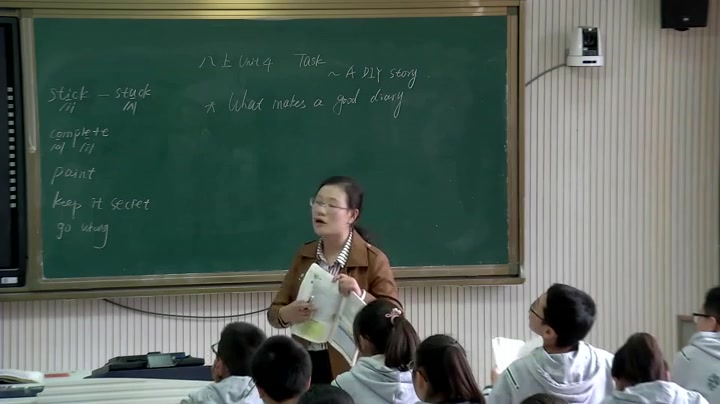 八上 Unit 4 Task
~ A DIY story
* What makes a good diary
stick - stuck
/ɪ/ /ʌ/
complete
/ə/ /iː/
paint
keep it secret
go wrong